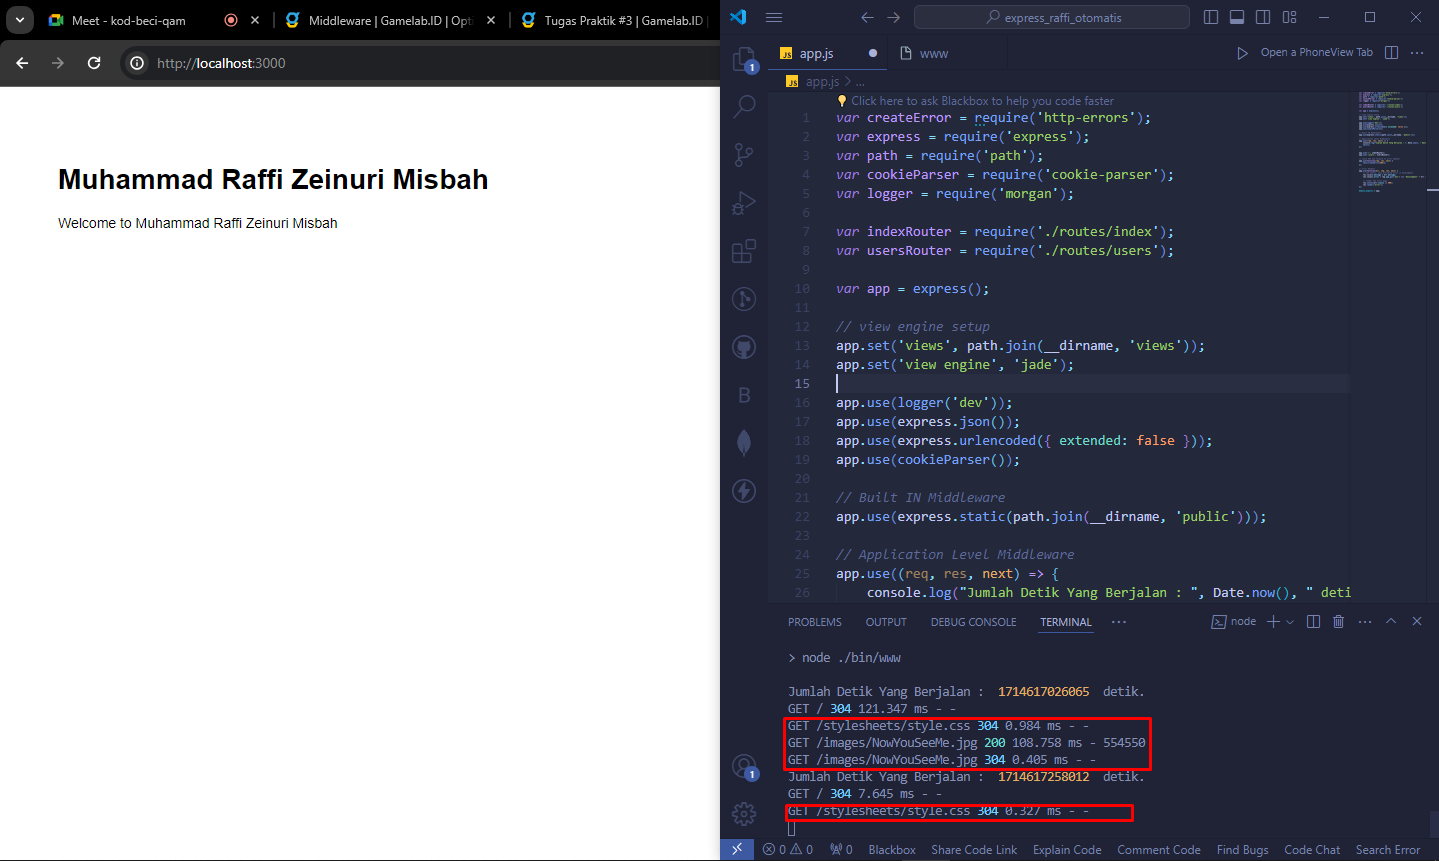 Meet - kod-beci-qam
Middleware | Gamelab.ID | Opti
Tugas Praktik #3 | Gamelab.ID |
http://localhost:3000
Muhammad Raffi Zeinuri Misbah
Welcome to Muhammad Raffi Zeinuri Misbah
express_raffi_otomatis
JS app.js
www
Open a PhoneView Tab
JS app.js > ...
Click here to ask Blackbox to help you code faster
1 var createError = require('http-errors');
2 var express = require('express');
3 var path = require('path');
4 var cookieParser = require('cookie-parser');
5 var logger = require('morgan');
6
7 var indexRouter = require('./routes/index');
8 var usersRouter = require('./routes/users');
9
10 var app = express();
11
12 // view engine setup
13 app.set('views', path.join(__dirname, 'views'));
14 app.set('view engine', 'jade');
15
16 app.use(logger('dev'));
17 app.use(express.json());
18 app.use(express.urlencoded({ extended: false }));
19 app.use(cookieParser());
20
21 // Built IN Middleware
22 app.use(express.static(path.join(__dirname, 'public')));
23
24 // Application Level Middleware
25 app.use((req, res, next) => {
26 console.log("Jumlah Detik Yang Berjalan : ", Date.now(), " deti
1
B
1
PROBLEMS OUTPUT DEBUG CONSOLE TERMINAL ...
node
> node ./bin/www
Jumlah Detik Yang Berjalan : 1714617026065 detik.
GET / 304 121.347 ms - -
GET /stylesheets/style.css 304 0.984 ms - -
GET /images/NowYouSeeMe.jpg 200 108.758 ms - 554550
GET /images/NowYouSeeMe.jpg 304 0.405 ms - -
Jumlah Detik Yang Berjalan : 1714617258012 detik.
GET / 304 7.645 ms - -
GET /stylesheets/style.css 304 0.327 ms - -
0 0 0 Blackbox Share Code Link Explain Code Comment Code Find Bugs Code Chat Search Error